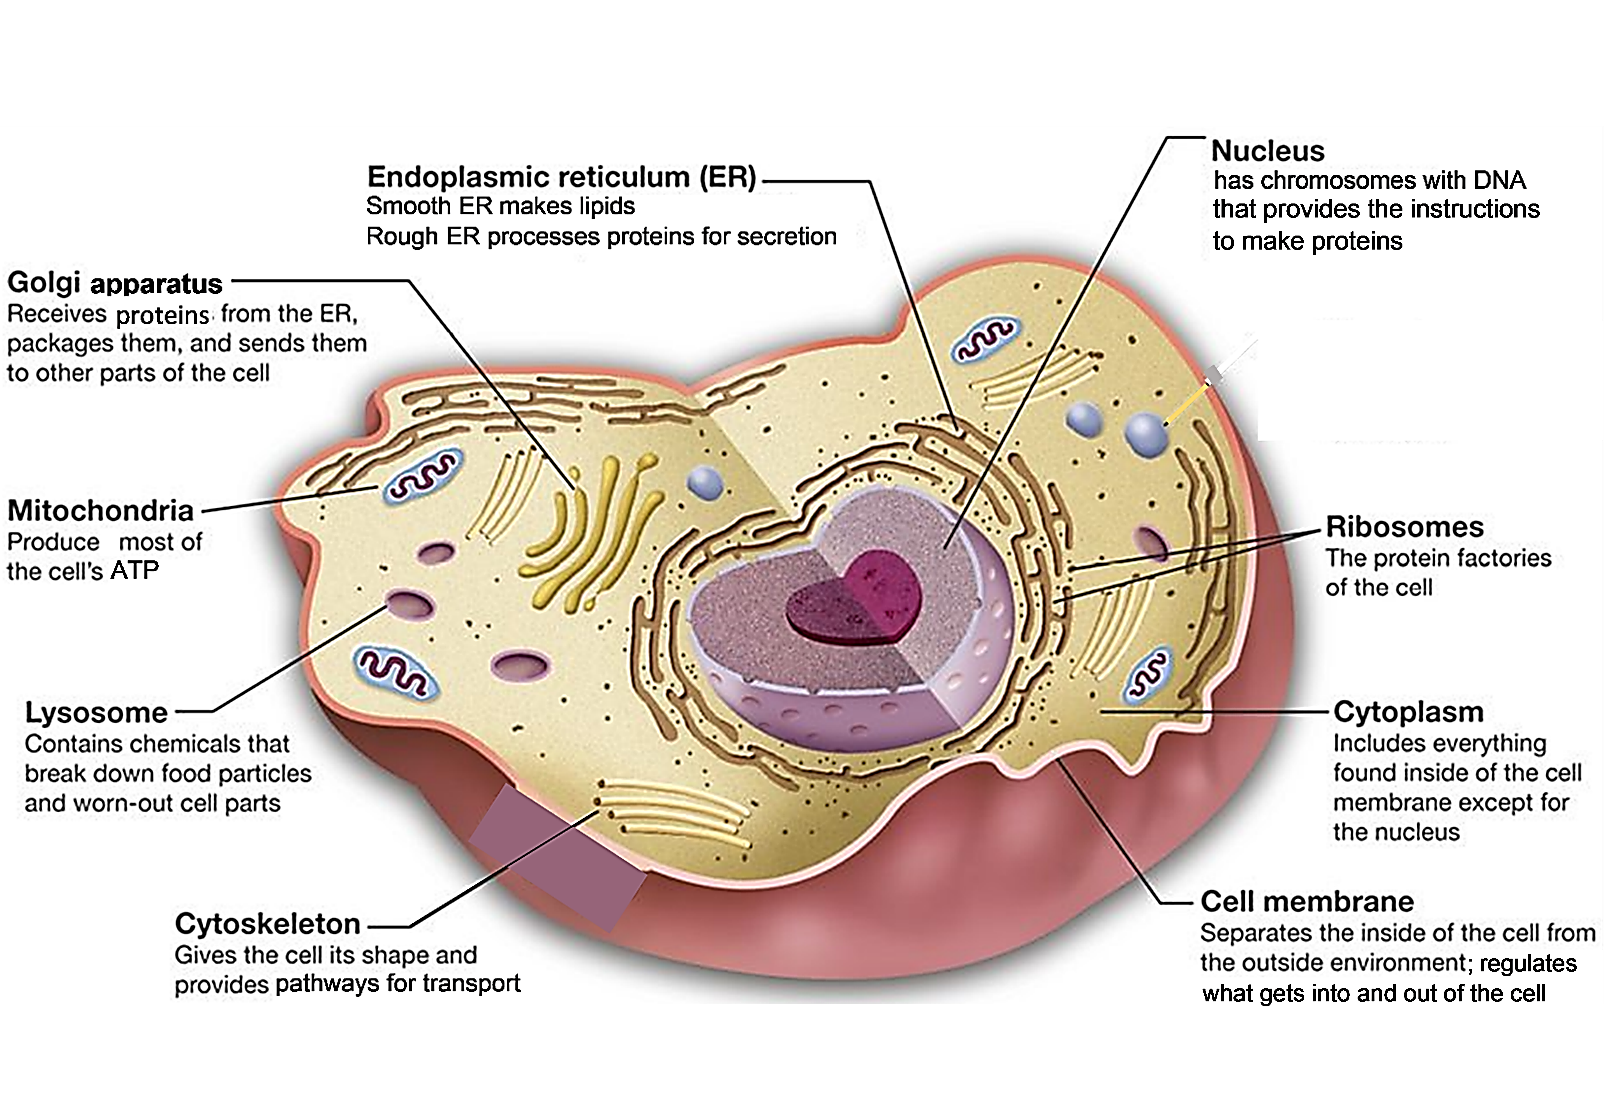 Nucleus
has chromosomes with DNA
that provides the instructions
to make proteins
Endoplasmic reticulum (ER)
Smooth ER makes lipids
Rough ER processes proteins for secretion
Golgi apparatus
Receives proteins from the ER,
packages them, and sends them
to other parts of the cell
Mitochondria
Produce most of
the cell's ATP
Ribosomes
The protein factories
of the cell
Lysosome
Contains chemicals that
break down food particles
and worn-out cell parts
Cytoplasm
Includes everything
found inside of the cell
membrane except for
the nucleus
Cytoskeleton
Gives the cell its shape and
provides pathways for transport
Cell membrane
Separates the inside of the cell from
the outside environment; regulates
what gets into and out of the cell